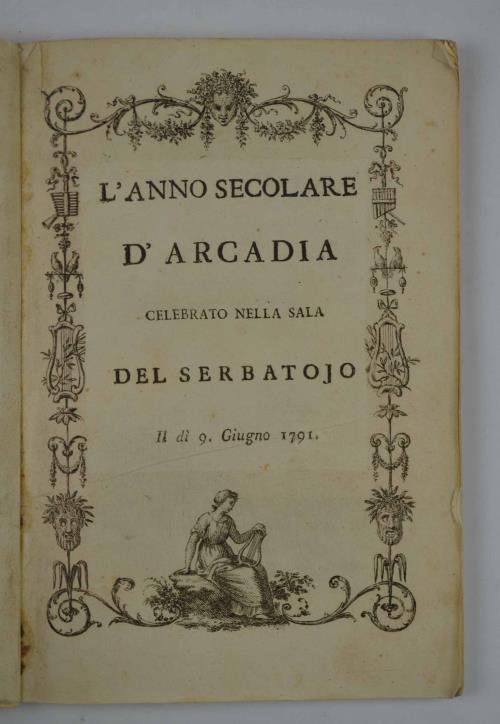 L'ANNO SECOLARE
D' ARCADIA
CELEBRATO NELLA SALA
DEL SERBATOJO
Il dì 9. Giugno 1791.